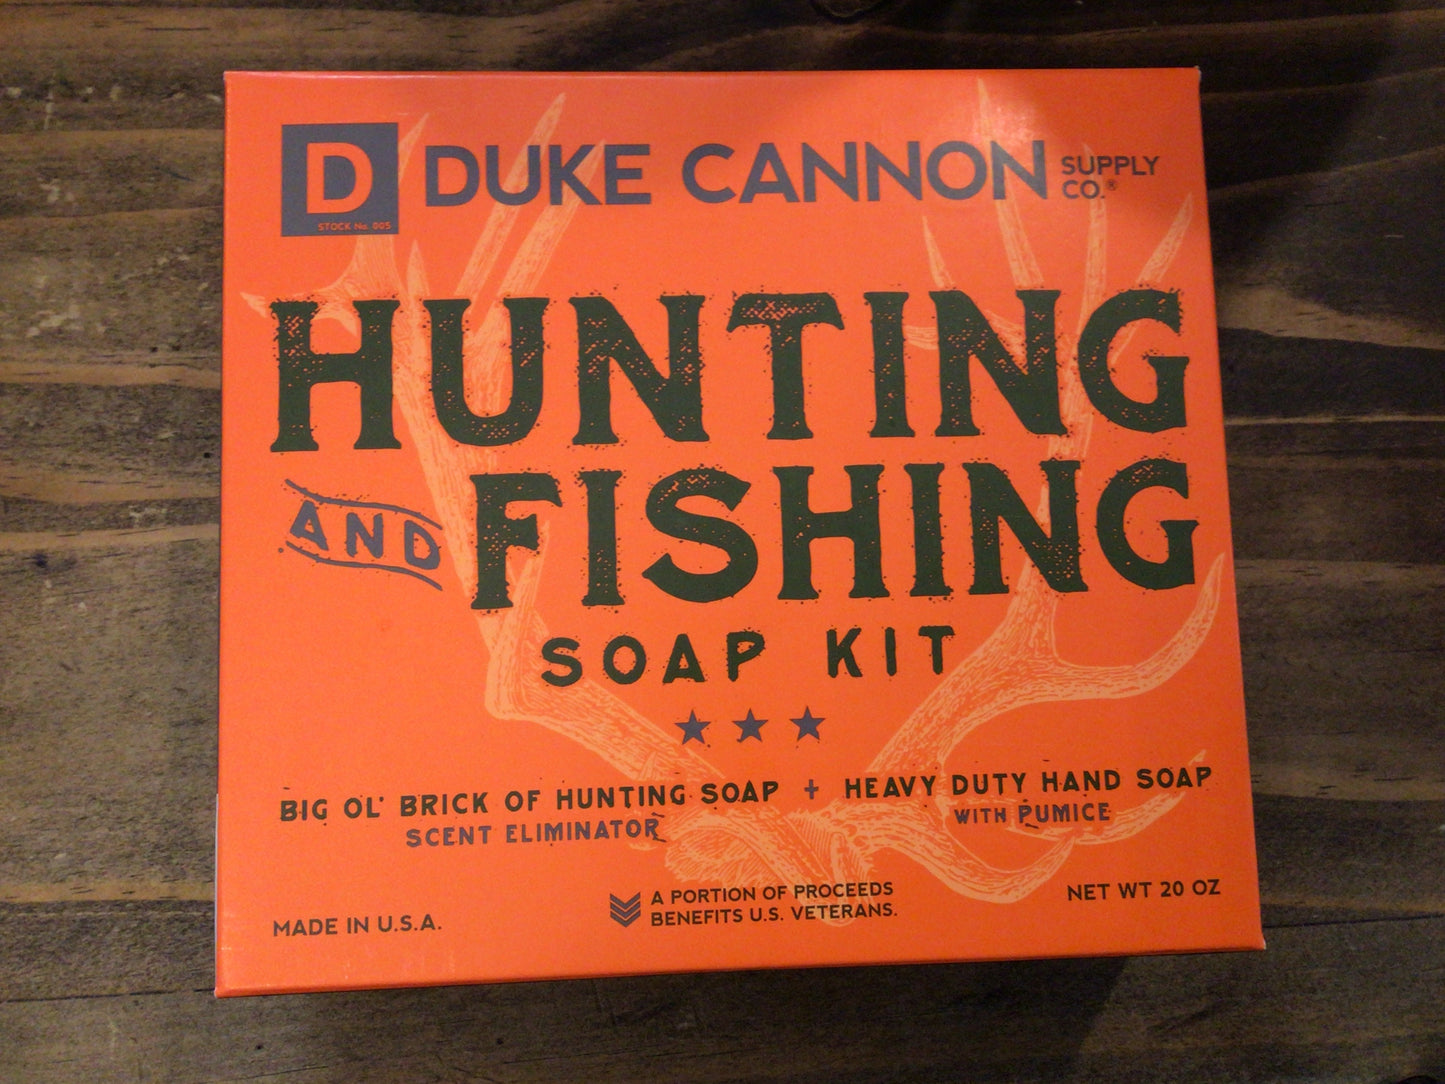 D
STOCK No. 005
DUKE CANNON SUPPLY CO.®
HUNTING
AND FISHING
SOAP KIT
BIG OL' BRICK OF HUNTING SOAP + HEAVY DUTY HAND SOAP
SCENT ELIMINATOR WITH PUMICE
MADE IN U.S.A.
A PORTION OF PROCEEDS
BENEFITS U.S. VETERANS.
NET WT 20 OZ